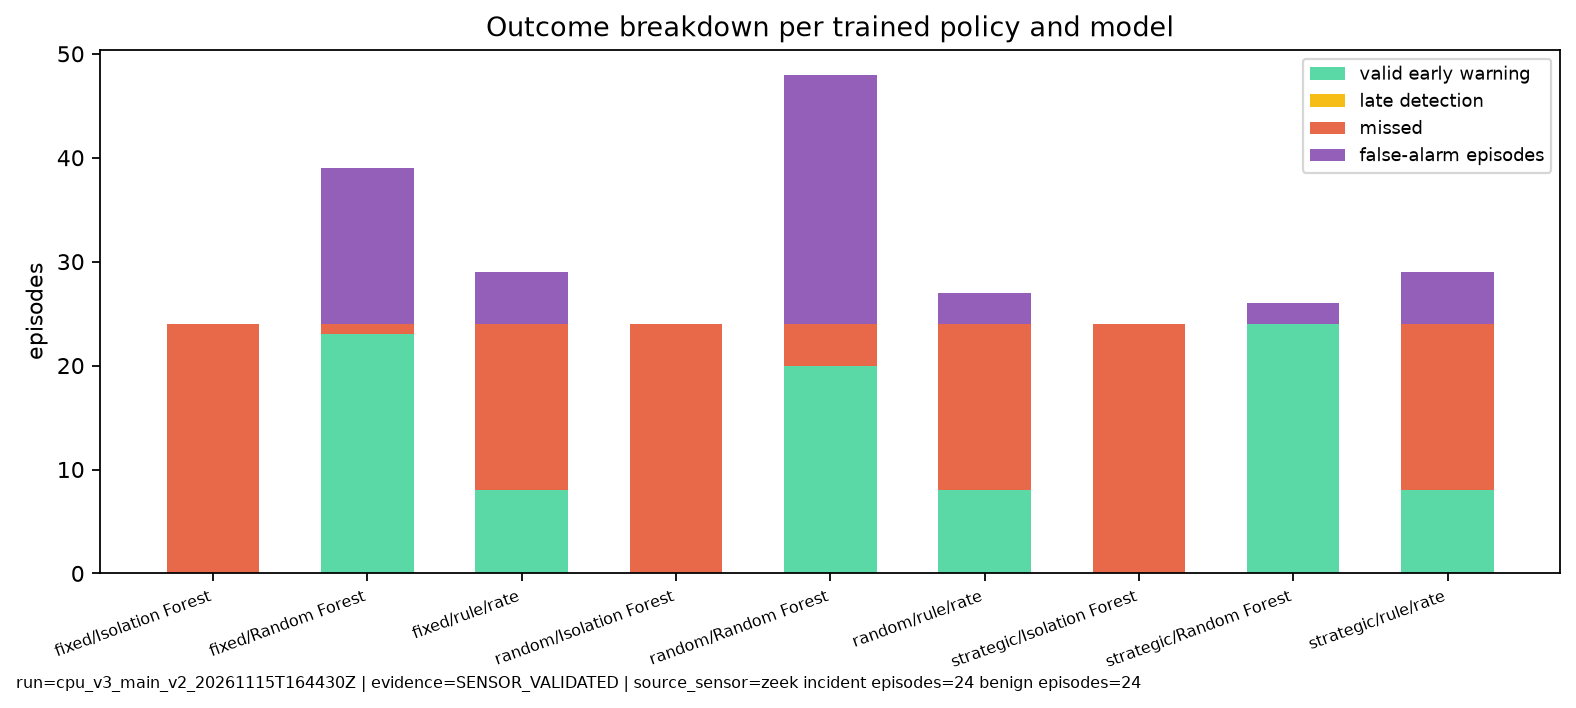 Outcome breakdown per trained policy and model
50
40
30
20
10
0
episodes
valid early warning
late detection
missed
false-alarm episodes
fixed/Isolation Forest
fixed/Random Forest
fixed/rule/rate
random/Isolation Forest
random/Random Forest
random/rule/rate
strategic/Isolation Forest
strategic/Random Forest
strategic/rule/rate
run=cpu_v3_main_v2_20261115T164430Z | evidence=SENSOR_VALIDATED | source_sensor=zeek incident episodes=24 benign episodes=24